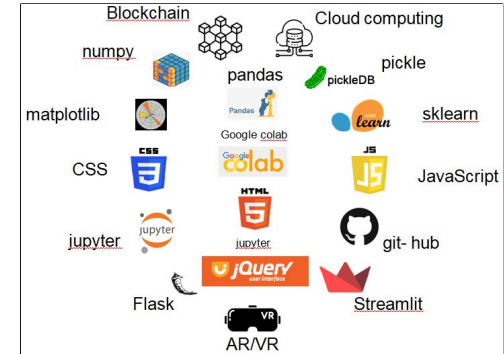 Blockchain
Cloud computing
numpy
pandas
pickle
pickleDB
matplotlib
Pandas
learn
sklearn
Google colab
CSS
CSS
Google
colab
JS
JavaScript
HTML
jupyter
jupyter
jupyter
git- hub
jQuery
user interface
Flask
Streamlit
VR
AR/VR